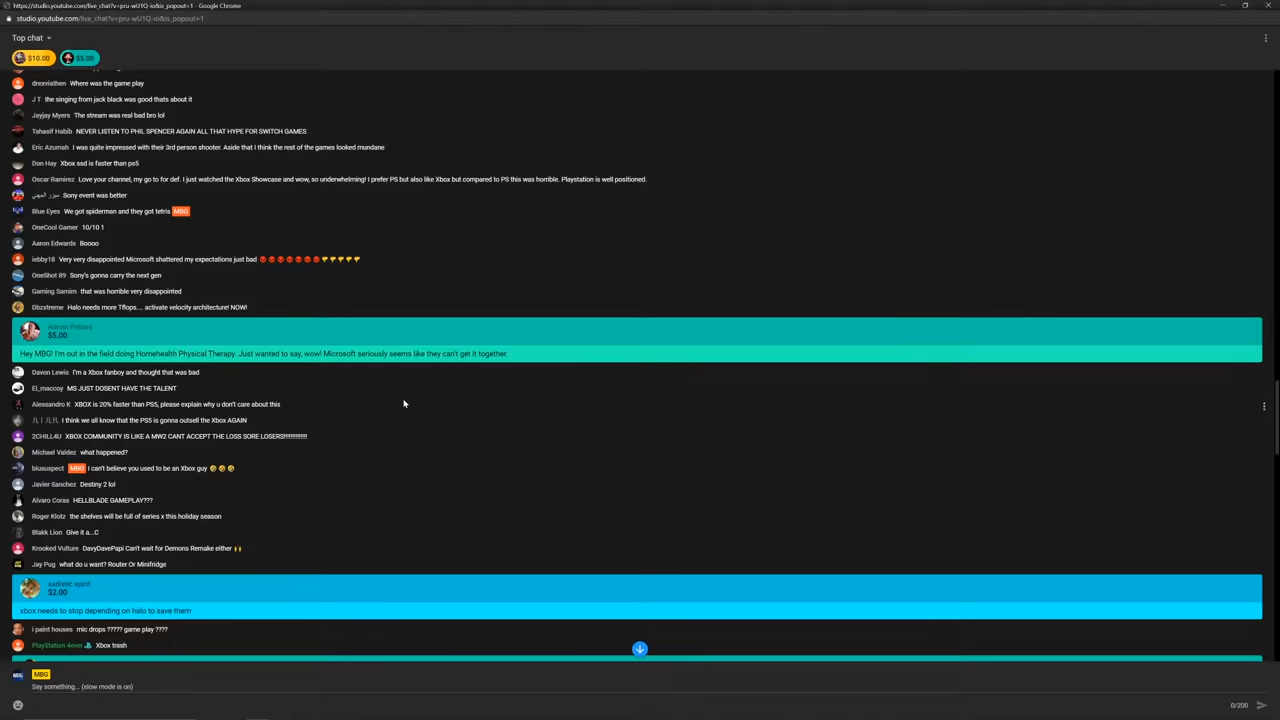 https://studio.youtube.com/live_chat?v=pru-wU1Q-io&is_popout=1 - Google Chrome
studio.youtube.com/live_chat?v=pru-wU1Q-io&is_popout=1
Top chat
$10.00 $5.00
drexviathen Where was the game play
J T the singing from jack black was good thats about it
Jayjay Myers The stream was real bad bro lol
Tahasif Habib NEVER LISTEN TO PHIL SPENCER AGAIN ALL THAT HYPE FOR SWITCH GAMES
Eric Azumah I was quite impressed with their 3rd person shooter. Aside that I think the rest of the games looked mundane
Don Hay Xbox ssd is faster than ps5
Oscar Ramirez Love your channel, my go to for def. I just watched the Xbox Showcase and wow, so underwhelming! I prefer PS but also like Xbox but compared to PS this was horrible. Playstation is well positioned.
Sony event was better
Blue Eyes We got spiderman and they got tetris MBG
OneCool Gamer 10/10 1
Aaron Edwards Boooo
iebby18 Very very disappointed Microsoft shattered my expectations just bad 😡😡😡😡😡😡😡👎👎👎👎
OneShot 89 Sony's gonna carry the next gen
Gaming Samim that was horrible very disappointed
Dbzxtreme Halo needs more Tflops.... activate velocity architecture! NOW!
$5.00
Hey MBG! I'm out in the field doing Homehealth Physical Therapy. Just wanted to say, wow! Microsoft seriously seems like they can't get it together.
Davon Lewis I'm a Xbox fanboy and thought that was bad
El_maccoy MS JUST DOSENT HAVE THE TALENT
Alessandro K XBOX is 20% faster than PS5, please explain why u don't care about this
I think we all know that the PS5 is gonna outsell the Xbox AGAIN
2CHILL4U XBOX COMMUNITY IS LIKE A MW2 CANT ACCEPT THE LOSS SORE LOSERS!!!!!!!!!!!!!
Michael Valdez what happened?
blususpect MBG I can't believe you used to be an Xbox guy 🤣🤣🤣
Javier Sanchez Destiny 2 lol
Alvaro Coras HELLBLADE GAMEPLAY???
Roger Klotz the shelves will be full of series x this holiday season
Blakk Lion Give it a...C
Krooked Vulture DavyDavePapi Can't wait for Demons Remake either 🙌
Jay Pug what do u want? Router Or Minifridge
sadistic spirit
$2.00
xbox needs to stop depending on halo to save them
i paint houses mic drops ????? game play ????
PlayStation 4ever Xbox trash
MBG
Say something... (slow mode is on)
0/200